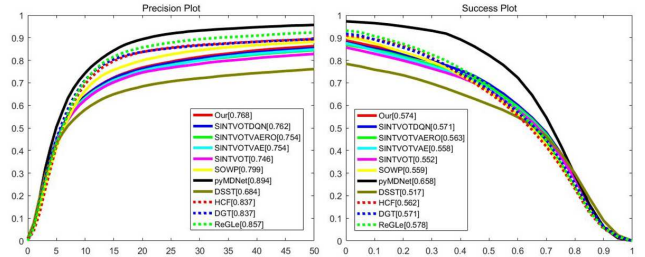 Precision Plot
1
0.9
0.8
0.7
0.6
0.5
0.4
0.3
0.2
0.1
0
0 5 10 15 20 25 30 35 40 45 50
Our[0.768]
SINTVOTDQN[0.762]
SINTVOTVAERO[0.754]
SINTVOTVAE[0.754]
SINTVOT[0.746]
SOWP[0.799]
pyMDNet[0.894]
DSST[0.684]
HCF[0.837]
DGT[0.837]
ReGLe[0.857]
Success Plot
1
0.9
0.8
0.7
0.6
0.5
0.4
0.3
0.2
0.1
0
0 0.1 0.2 0.3 0.4 0.5 0.6 0.7 0.8 0.9 1
Our[0.574]
SINTVOTDQN[0.571]
SINTVOTVAERO[0.563]
SINTVOTVAE[0.558]
SINTVOT[0.552]
SOWP[0.559]
pyMDNet[0.658]
DSST[0.517]
HCF[0.562]
DGT[0.571]
ReGLe[0.578]